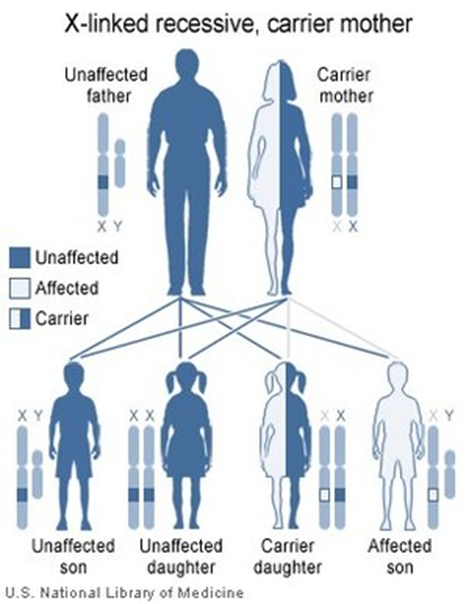 X-linked recessive, carrier mother
Unaffected
father
Carrier
mother
X Y
X X
Unaffected
Affected
Carrier
X Y
X X
X X
X Y
Unaffected
son
Unaffected
daughter
Carrier
daughter
Affected
son
U.S. National Library of Medicine